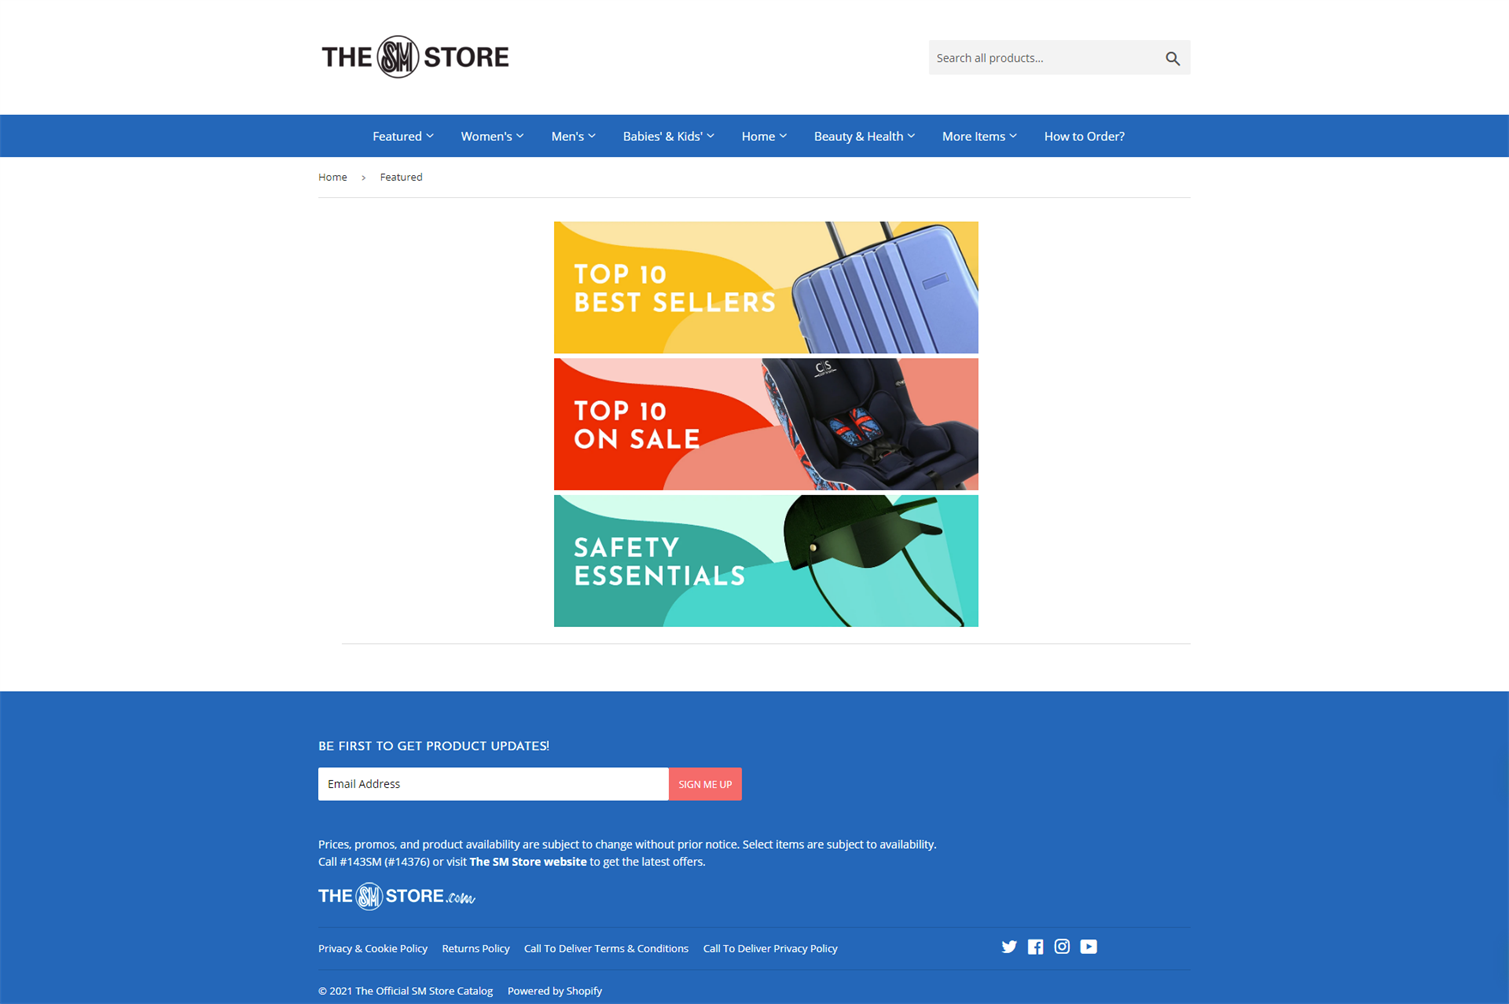 THE SM STORE
Search all products...
Featured Women's Men's Babies' & Kids' Home Beauty & Health More Items How to Order?
Home › Featured
TOP 10
BEST SELLERS
TOP 10
ON SALE
SAFETY
ESSENTIALS
BE FIRST TO GET PRODUCT UPDATES!
Email Address SIGN ME UP
Prices, promos, and product availability are subject to change without prior notice. Select items are subject to availability.
Call #143SM (#14376) or visit The SM Store website to get the latest offers.
THE SM STORE.com
Privacy & Cookie Policy Returns Policy Call To Deliver Terms & Conditions Call To Deliver Privacy Policy
© 2021 The Official SM Store Catalog Powered by Shopify